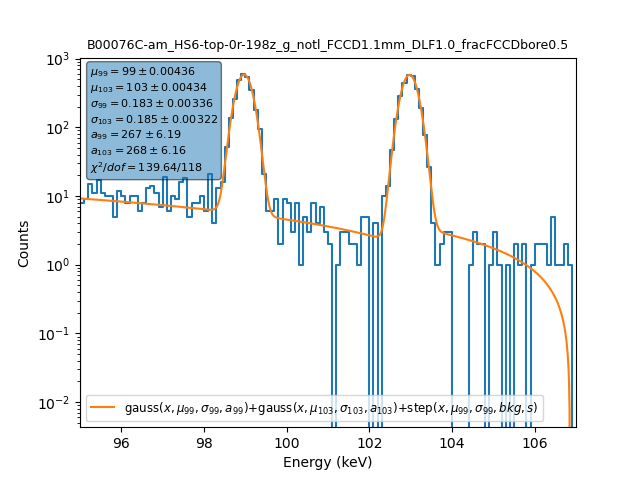 B00076C-am_HS6-top-0r-198z_g_notl_FCCD1.1mm_DLF1.0_fracFCCDbore0.5
μ₉₉ = 99 ± 0.00436
μ₁₀₃ = 103 ± 0.00434
σ₉₉ = 0.183 ± 0.00336
σ₁₀₃ = 0.185 ± 0.00322
a₉₉ = 267 ± 6.19
a₁₀₃ = 268 ± 6.16
χ²/dof = 139.64/118
10³
10²
10¹
10⁰
10⁻¹
10⁻²
Counts
gauss(x, μ₉₉, σ₉₉, a₉₉)+gauss(x, μ₁₀₃, σ₁₀₃, a₁₀₃)+step(x, μ₉₉, σ₉₉, bkg, s)
96 98 100 102 104 106
Energy (keV)